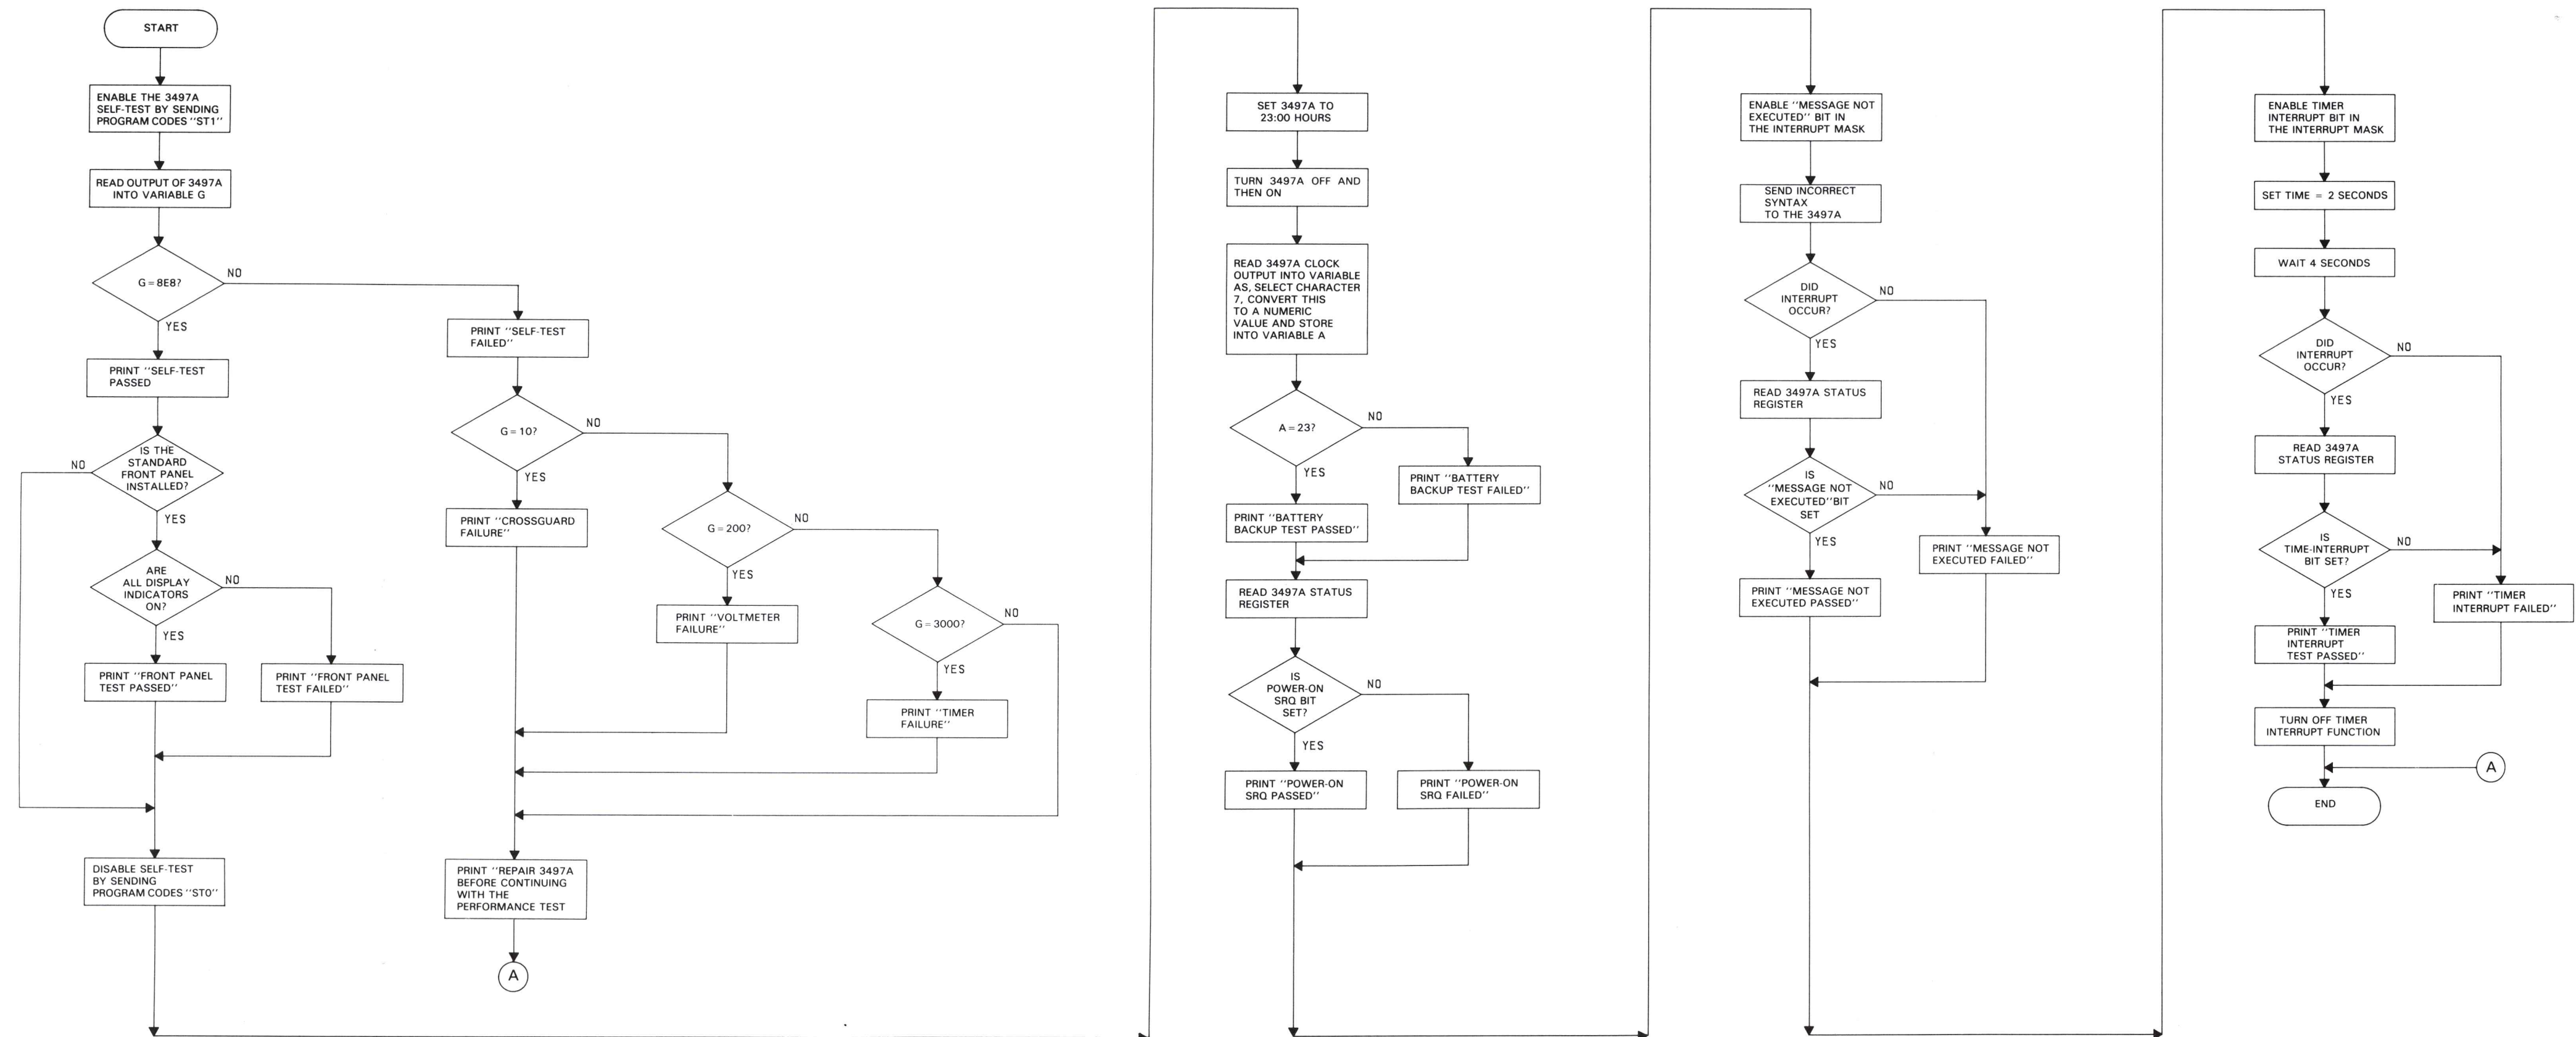 START
ENABLE THE 3497A
SELF-TEST BY SENDING
PROGRAM CODES "ST1"
READ OUTPUT OF 3497A
INTO VARIABLE G
G = 8E8?
NO
YES
PRINT "SELF-TEST
PASSED
IS THE
STANDARD
FRONT PANEL
INSTALLED?
NO
YES
ARE
ALL DISPLAY
INDICATORS
ON?
NO
YES
PRINT "FRONT PANEL
TEST PASSED"
PRINT "FRONT PANEL
TEST FAILED"
DISABLE SELF-TEST
BY SENDING
PROGRAM CODES "ST0"
PRINT "SELF-TEST
FAILED"
G = 10?
NO
YES
PRINT "CROSSGUARD
FAILURE"
G = 200?
NO
YES
PRINT "VOLTMETER
FAILURE"
G = 3000?
NO
YES
PRINT "TIMER
FAILURE"
PRINT "REPAIR 3497A
BEFORE CONTINUING
WITH THE
PERFORMANCE TEST
A
SET 3497A TO
23:00 HOURS
TURN 3497A OFF AND
THEN ON
READ 3497A CLOCK
OUTPUT INTO VARIABLE
AS, SELECT CHARACTER
7, CONVERT THIS
TO A NUMERIC
VALUE AND STORE
INTO VARIABLE A
A = 23?
NO
YES
PRINT "BATTERY
BACKUP TEST FAILED"
PRINT "BATTERY
BACKUP TEST PASSED"
READ 3497A STATUS
REGISTER
IS
POWER-ON
SRQ BIT
SET?
NO
YES
PRINT "POWER-ON
SRQ PASSED"
PRINT "POWER-ON
SRQ FAILED"
ENABLE "MESSAGE NOT
EXECUTED" BIT IN
THE INTERRUPT MASK
SEND INCORRECT
SYNTAX
TO THE 3497A
DID
INTERRUPT
OCCUR?
NO
YES
READ 3497A STATUS
REGISTER
IS
"MESSAGE NOT
EXECUTED"BIT
SET
NO
YES
PRINT "MESSAGE NOT
EXECUTED FAILED"
PRINT "MESSAGE NOT
EXECUTED PASSED"
ENABLE TIMER
INTERRUPT BIT IN
THE INTERRUPT MASK
SET TIME = 2 SECONDS
WAIT 4 SECONDS
DID
INTERRUPT
OCCUR?
NO
YES
READ 3497A
STATUS REGISTER
IS
TIME-INTERRUPT
BIT SET?
NO
YES
PRINT "TIMER
INTERRUPT FAILED"
PRINT "TIMER
INTERRUPT
TEST PASSED"
TURN OFF TIMER
INTERRUPT FUNCTION
A
END